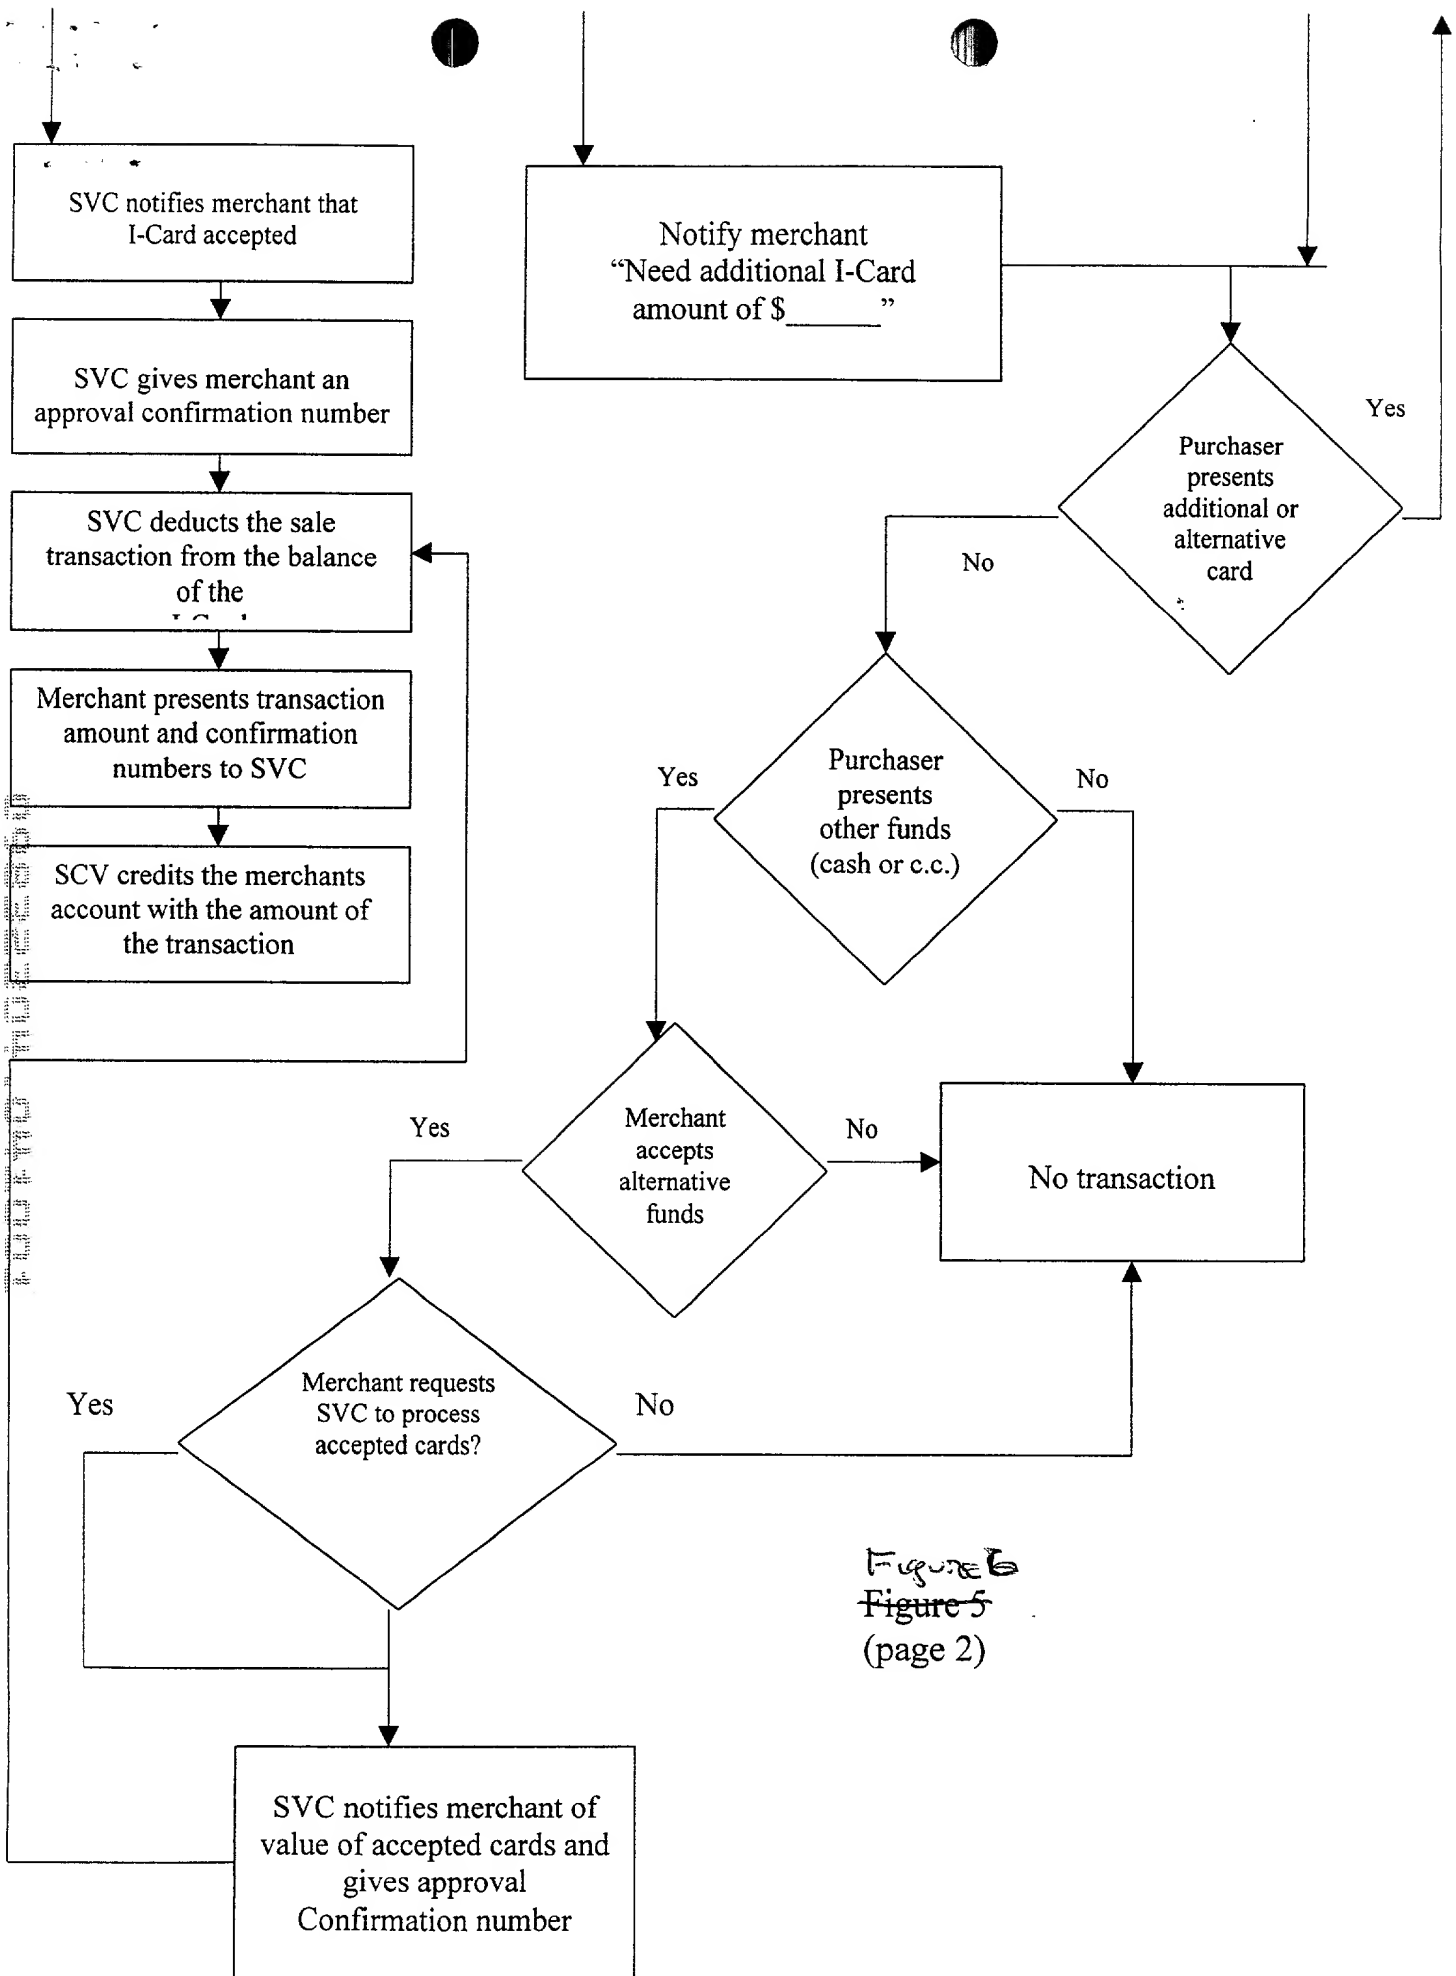 SVC notifies merchant that
I-Card accepted
SVC gives merchant an
approval confirmation number
SVC deducts the sale
transaction from the balance
of the
Merchant presents transaction
amount and confirmation
numbers to SVC
SCV credits the merchants
account with the amount of
the transaction
Notify merchant
“Need additional I-Card
amount of $______”
Purchaser
presents
additional or
alternative
card
Yes
No
Purchaser
presents
other funds
(cash or c.c.)
Yes
No
Merchant
accepts
alternative
funds
Yes
No
No transaction
Merchant requests
SVC to process
accepted cards?
Yes
No
SVC notifies merchant of
value of accepted cards and
gives approval
Confirmation number
Figure 6
Figure 5
(page 2)